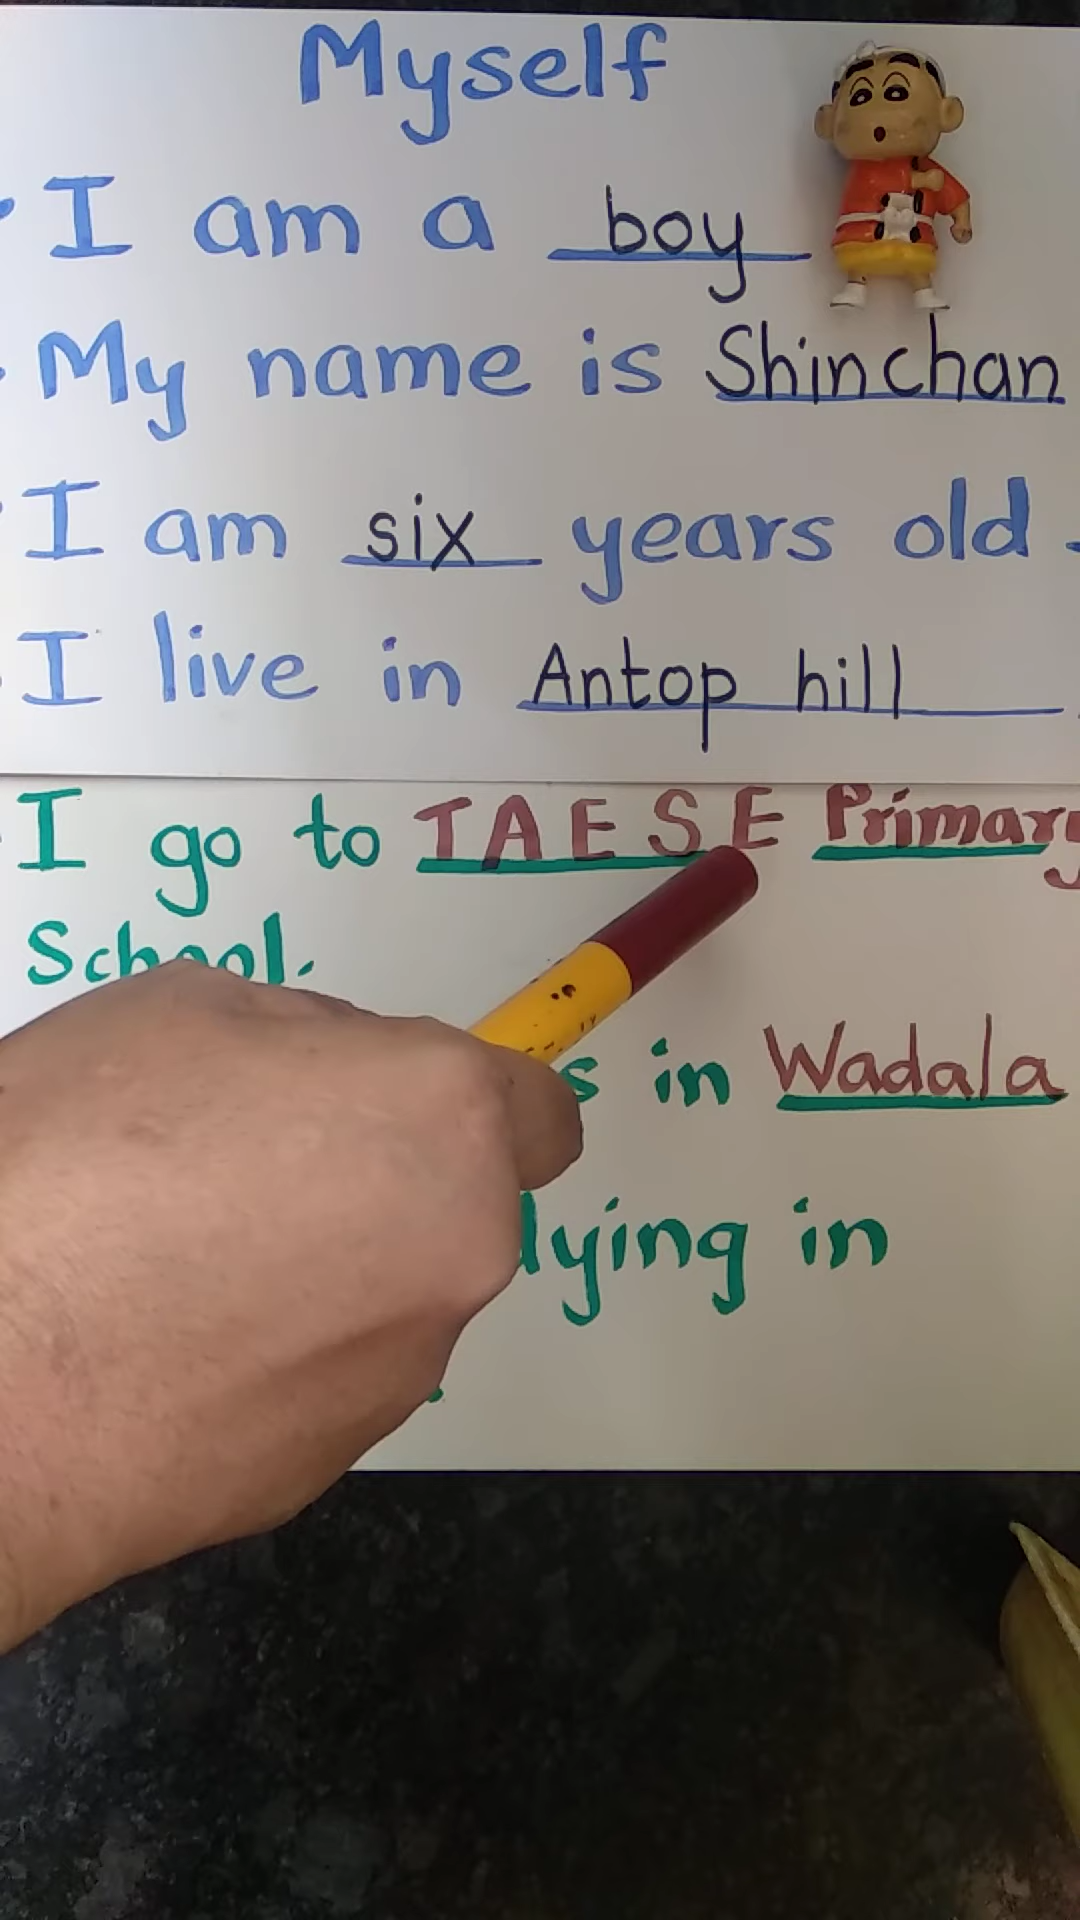 Myself
I am a boy
My name is Shinchan
I am six years old.
I live in Antop hill
I go to TAESE Primary
School.
in Wadala
in